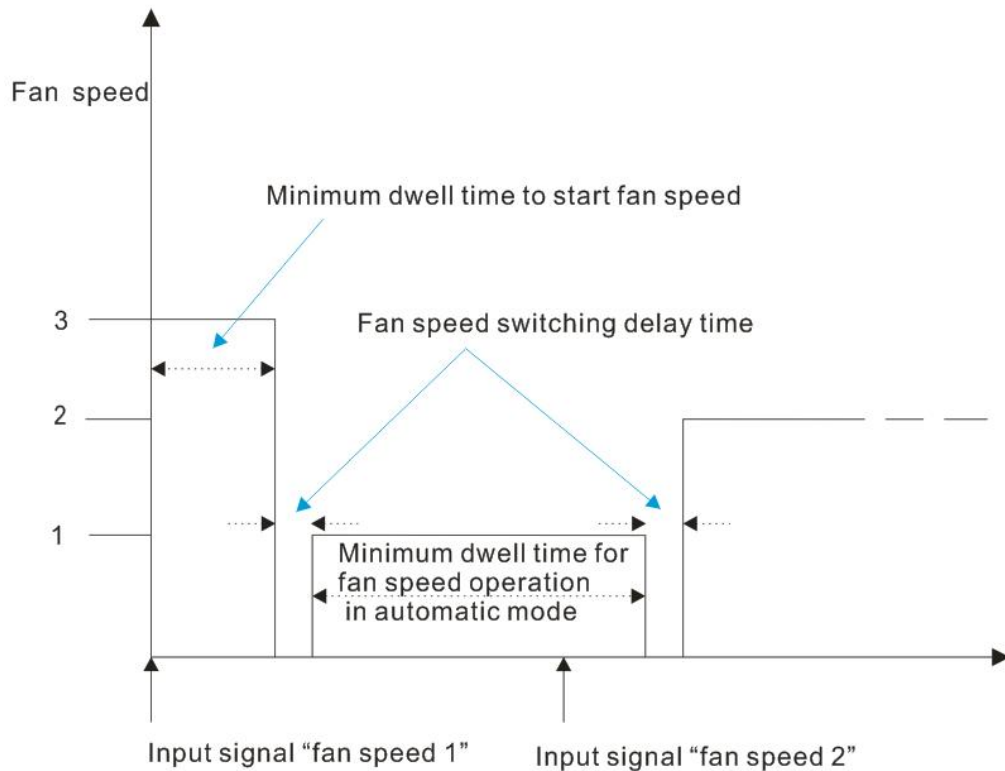 Fan speed
Minimum dwell time to start fan speed
3
Fan speed switching delay time
2
1
Minimum dwell time for
fan speed operation
in automatic mode
Input signal “fan speed 1”
Input signal “fan speed 2”